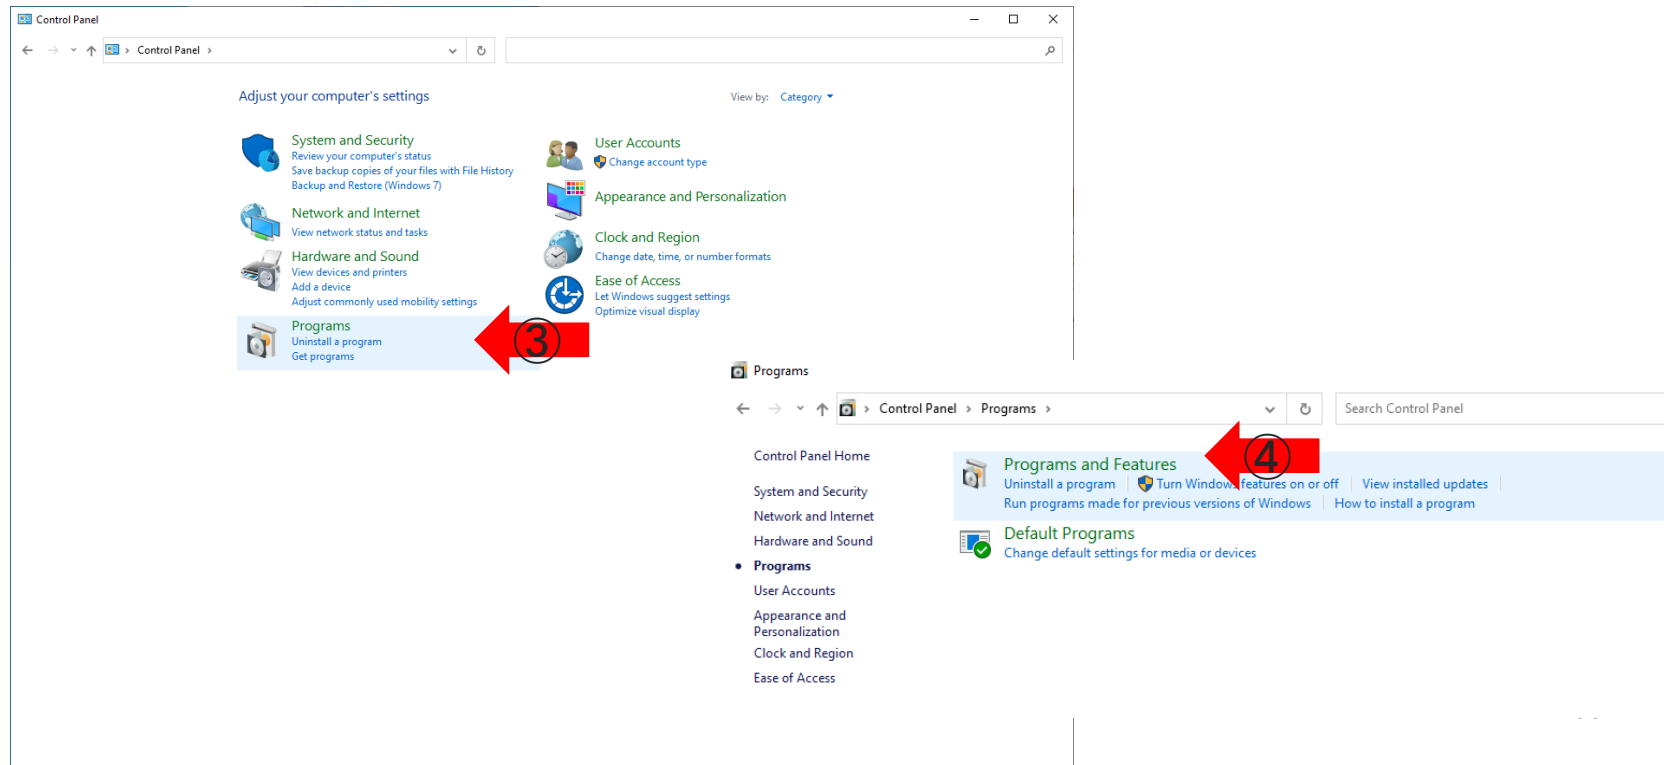 Control Panel
Control Panel
Adjust your computer's settings
View by: Category
System and Security
Review your computer's status
Save backup copies of your files with File History
Backup and Restore (Windows 7)
Network and Internet
View network status and tasks
Hardware and Sound
View devices and printers
Add a device
Adjust commonly used mobility settings
Programs
Uninstall a program
Get programs
User Accounts
Change account type
Appearance and Personalization
Clock and Region
Change date, time, or number formats
Ease of Access
Let Windows suggest settings
Optimize visual display
③
Programs
Control Panel > Programs >
Search Control Panel
Control Panel Home
System and Security
Network and Internet
Hardware and Sound
Programs
User Accounts
Appearance and
Personalization
Clock and Region
Ease of Access
④
Programs and Features
Uninstall a program Turn Windows features on or off View installed updates
Run programs made for previous versions of Windows How to install a program
Default Programs
Change default settings for media or devices